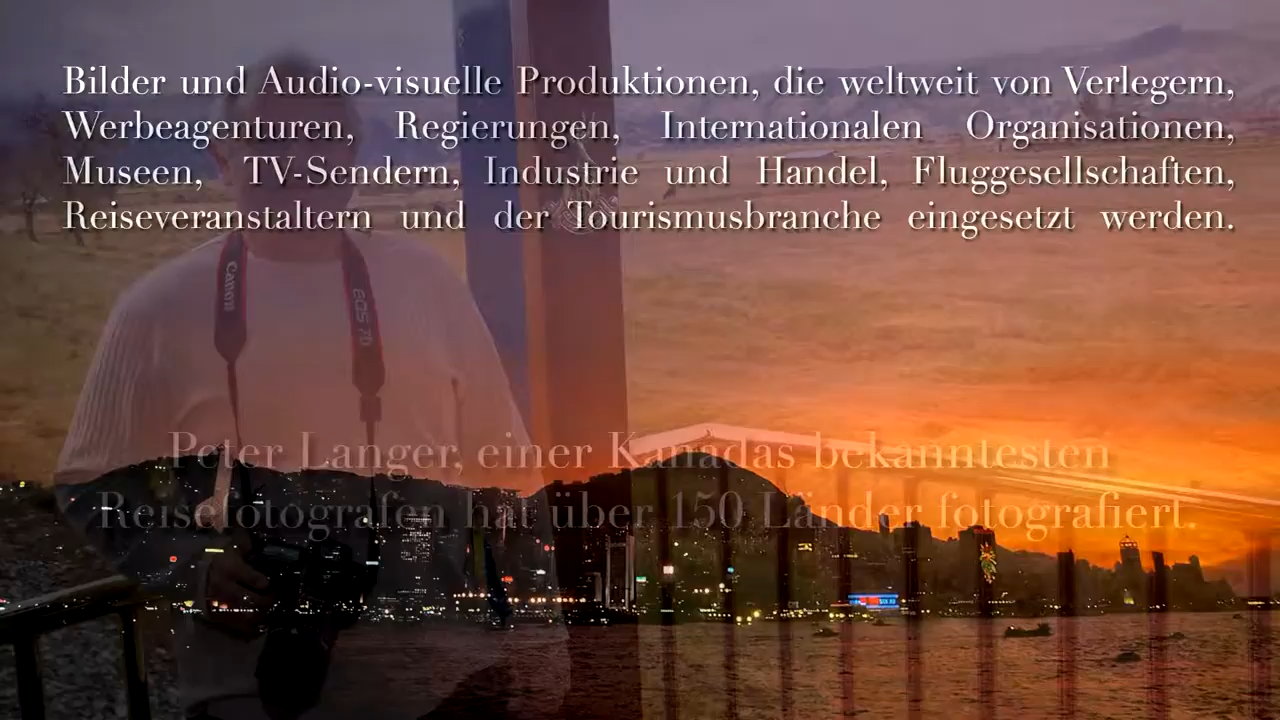 Bilder und Audio-visuelle Produktionen, die weltweit von Verlegern,
Werbeagenturen, Regierungen, Internationalen Organisationen,
Museen, TV-Sendern, Industrie und Handel, Fluggesellschaften,
Reiseveranstaltern und der Tourismusbranche eingesetzt werden.
Canon
EOS 7D
Peter Langer, einer Kanadas bekanntesten
Reisefotografen hat über 150 Länder fotografiert.